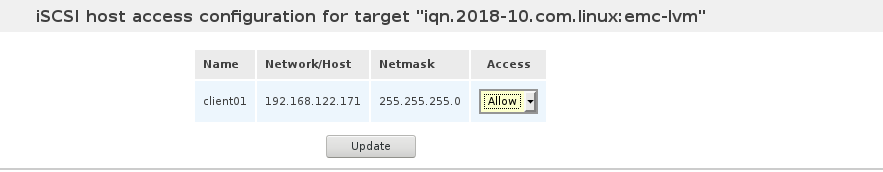 iSCSI host access configuration for target "iqn.2018-10.com.linux:emc-lvm"
Name Network/Host Netmask Access
client01 192.168.122.171 255.255.255.0 Allow
Update